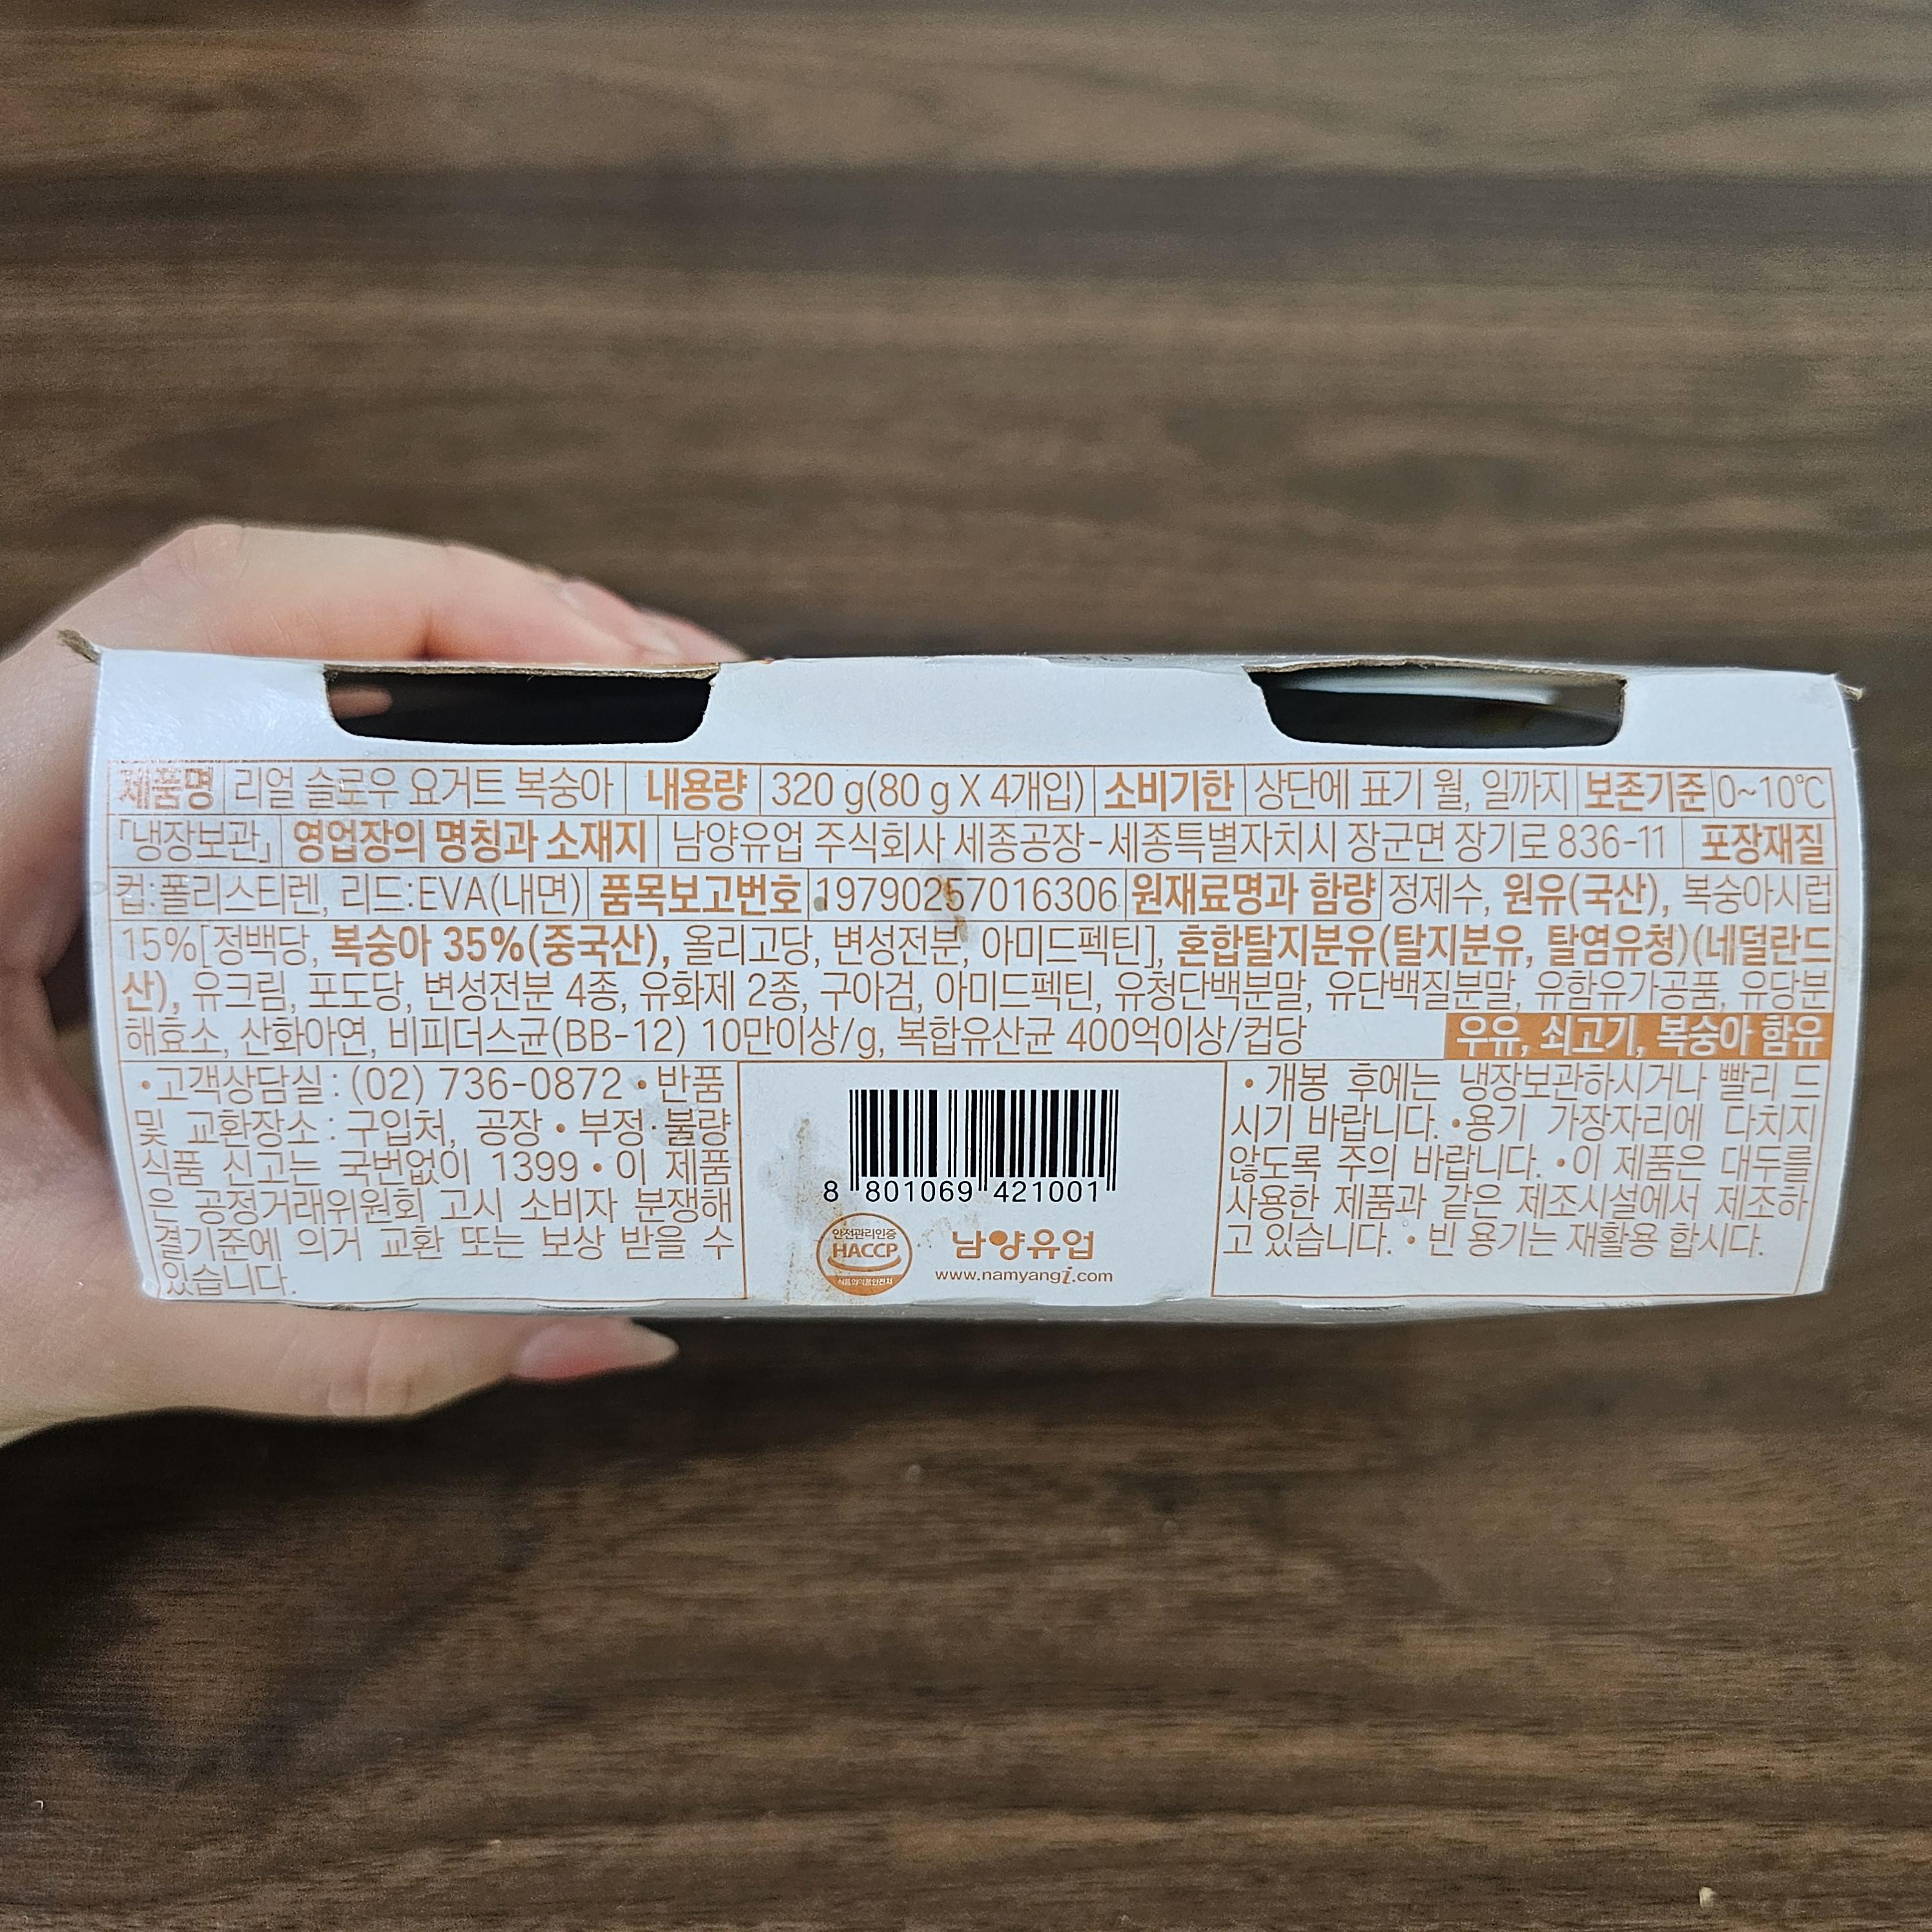 제품명 리얼 슬로우 요거트 복숭아 내용량 320 g(80 g X 4개입) 소비기한 상단에 표기 월, 일까지 보존기준 0~10℃
「냉장보관」 영업장의 명칭과 소재지 남양유업 주식회사 세종공장-세종특별자치시 장군면 장기로 836-11 포장재질
컵:폴리스티렌, 리드:EVA(내면) 품목보고번호 19790257016306 원재료명과 함량 정제수, 원유(국산), 복숭아시럽
15%[정백당, 복숭아 35%(중국산), 올리고당, 변성전분, 아미드펙틴], 혼합탈지분유(탈지분유, 탈염유청)(네덜란드
산), 유크림, 포도당, 변성전분 4종, 유화제 2종, 구아검, 아미드펙틴, 유청단백분말, 유단백질분말, 유함유가공품, 유당분
해효소, 산화아연, 비피더스균(BB-12) 10만이상/g, 복합유산균 400억이상/컵당 우유, 쇠고기, 복숭아 함유
•고객상담실: (02) 736-0872 •반품
및 교환장소 : 구입처, 공장 • 부정·불량
식품 신고는 국번없이 1399 • 이 제품
은 공정거래위원회 고시 소비자 분쟁해
결기준에 의거 교환 또는 보상 받을 수
있습니다.
8 801069 421001
안전관리인증
HACCP
식품의약품안전처
남양유업
www.namyangi.com
• 개봉 후에는 냉장보관하시거나 빨리 드
시기 바랍니다. •용기 가장자리에 다치지
않도록 주의 바랍니다. •이 제품은 대두를
사용한 제품과 같은 제조시설에서 제조하
고 있습니다. • 빈 용기는 재활용 합시다.